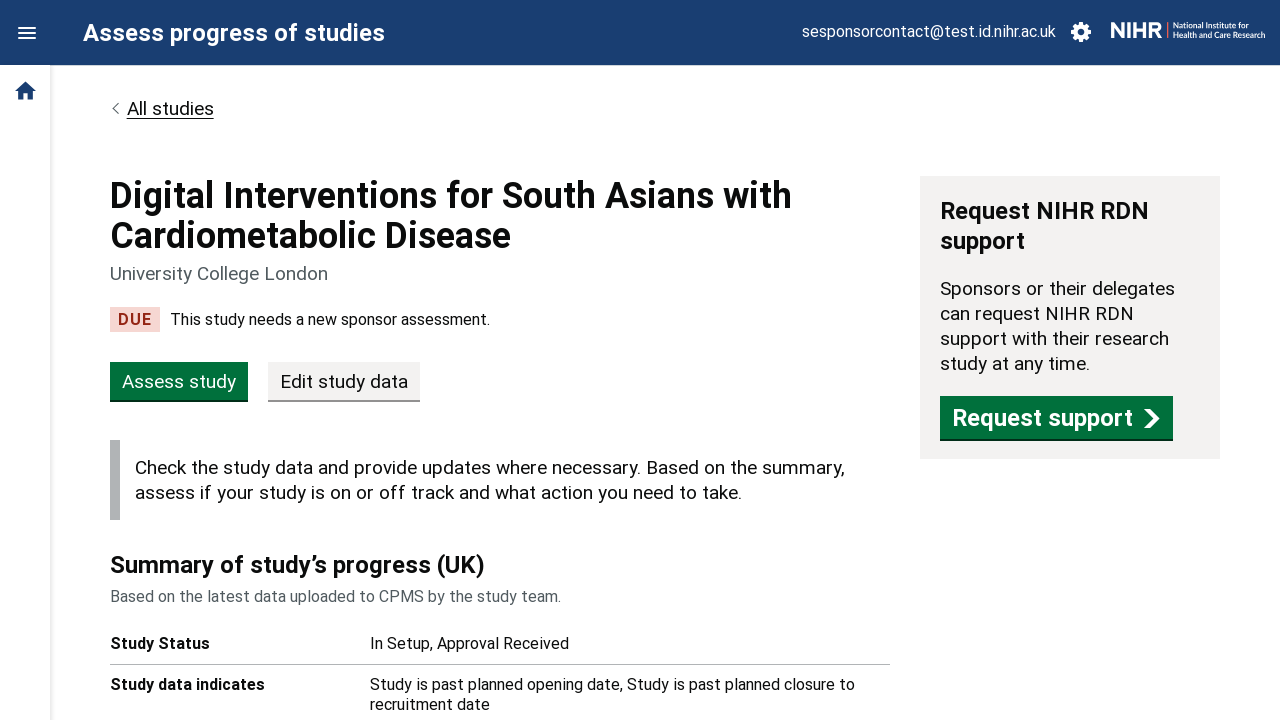 Assess progress of studies
sesponsorcontact@test.id.nihr.ac.uk
NIHR
National Institute for
Health and Care Research
All studies
Digital Interventions for South Asians with
Cardiometabolic Disease
University College London
DUE
This study needs a new sponsor assessment.
Assess study
Edit study data
Check the study data and provide updates where necessary. Based on the summary,
assess if your study is on or off track and what action you need to take.
Summary of study’s progress (UK)
Based on the latest data uploaded to CPMS by the study team.
Study Status
In Setup, Approval Received
Study data indicates
Study is past planned opening date, Study is past planned closure to
recruitment date
Request NIHR RDN
support
Sponsors or their delegates
can request NIHR RDN
support with their research
study at any time.
Request support